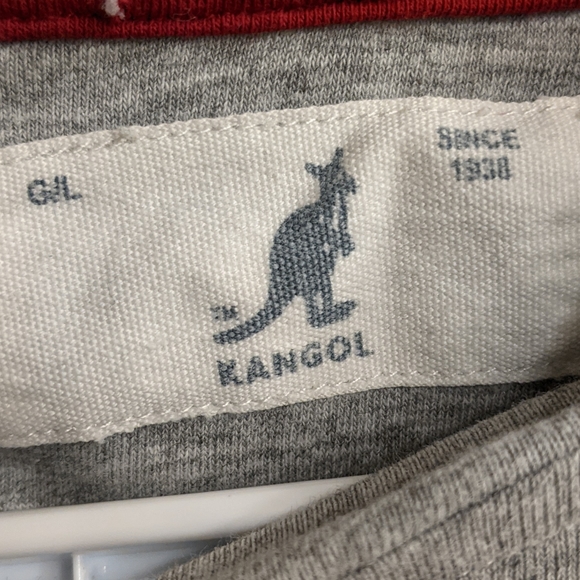 G/L
SINCE
1938
TM
KANGOL